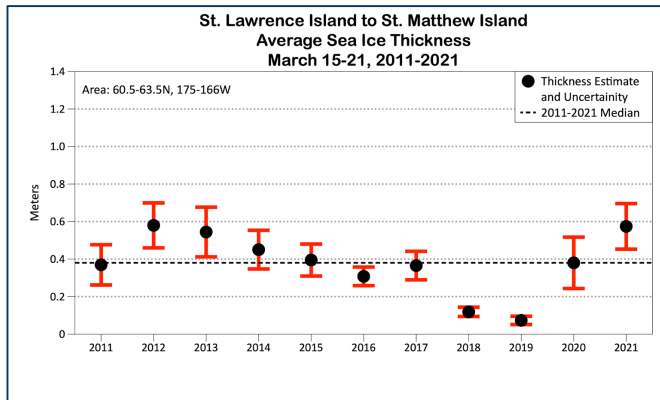 St. Lawrence Island to St. Matthew Island
Average Sea Ice Thickness
March 15-21, 2011-2021
Area: 60.5-63.5N, 175-166W
Thickness Estimate
and Uncertainity
2011-2021 Median
Meters
1.4
1.2
1.0
0.8
0.6
0.4
0.2
0
2011 2012 2013 2014 2015 2016 2017 2018 2019 2020 2021